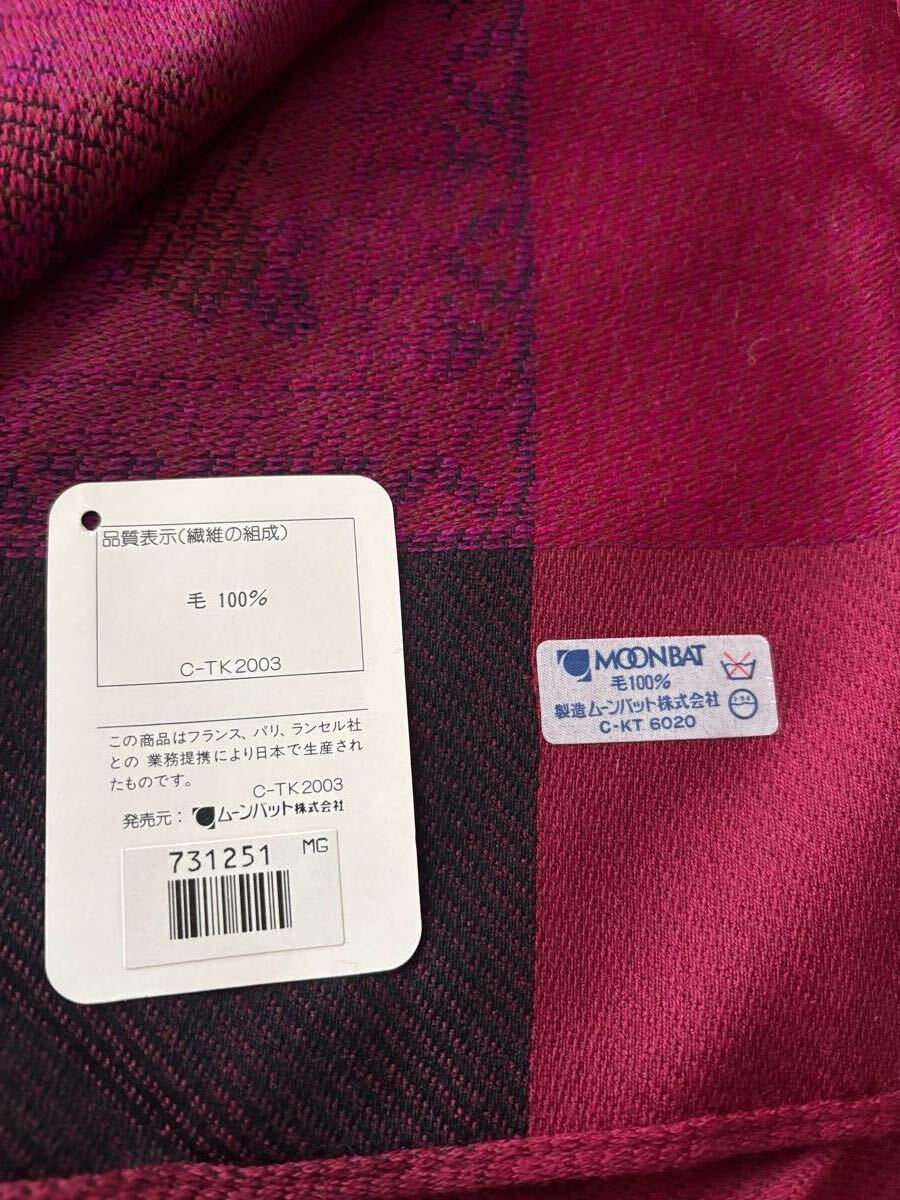 品質表示(繊維の組成)
毛 100%
C-TK2003
この商品はフランス、パリ、ランセル社
との 業務提携により日本で生産され
たものです。
C-TK2003
発売元: ムーンバット株式会社
731251 MG
MOONBAT
毛100%
製造ムーンバット株式会社
C-KT 6020